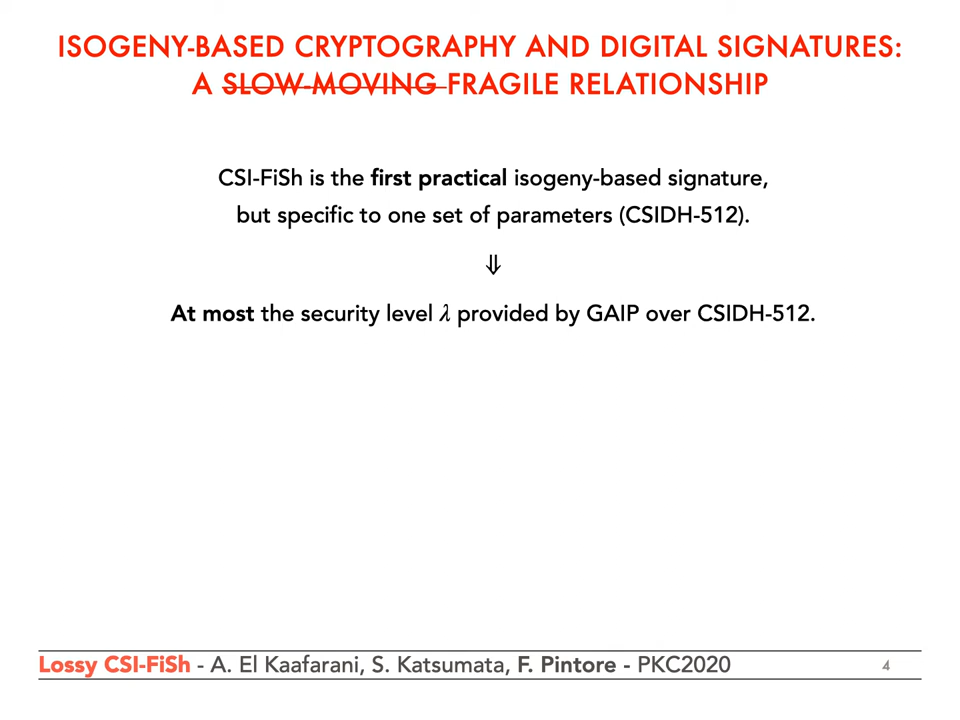 ISOGENY-BASED CRYPTOGRAPHY AND DIGITAL SIGNATURES:
A SLOW-MOVING FRAGILE RELATIONSHIP
CSI-FiSh is the first practical isogeny-based signature,
but specific to one set of parameters (CSIDH-512).
⇓
At most the security level λ provided by GAIP over CSIDH-512.
Lossy CSI-FiSh - A. El Kaafarani, S. Katsumata, F. Pintore - PKC2020 4